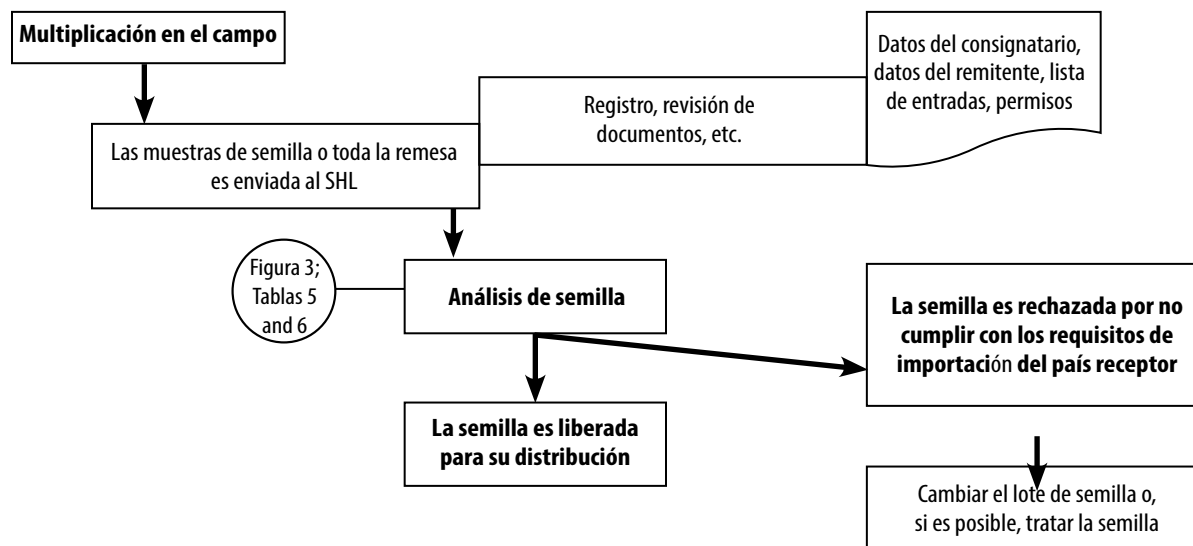 Multiplicación en el campo
Datos del consignatario,
datos del remitente, lista
de entradas, permisos
Registro, revisión de
documentos, etc.
Las muestras de semilla o toda la remesa
es enviada al SHL
Figura 3;
Tablas 5
and 6
Análisis de semilla
La semilla es rechazada por no
cumplir con los requisitos de
importación del país receptor
La semilla es liberada
para su distribución
Cambiar el lote de semilla o,
si es posible, tratar la semilla